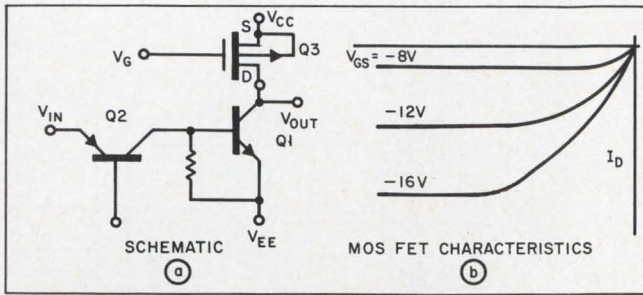 VCC
S
VG
Q3
D
VIN
Q2
VOUT
Q1
VEE
SCHEMATIC
a
VGS = -8V
-12V
-16V
ID
MOS FET CHARACTERISTICS
b